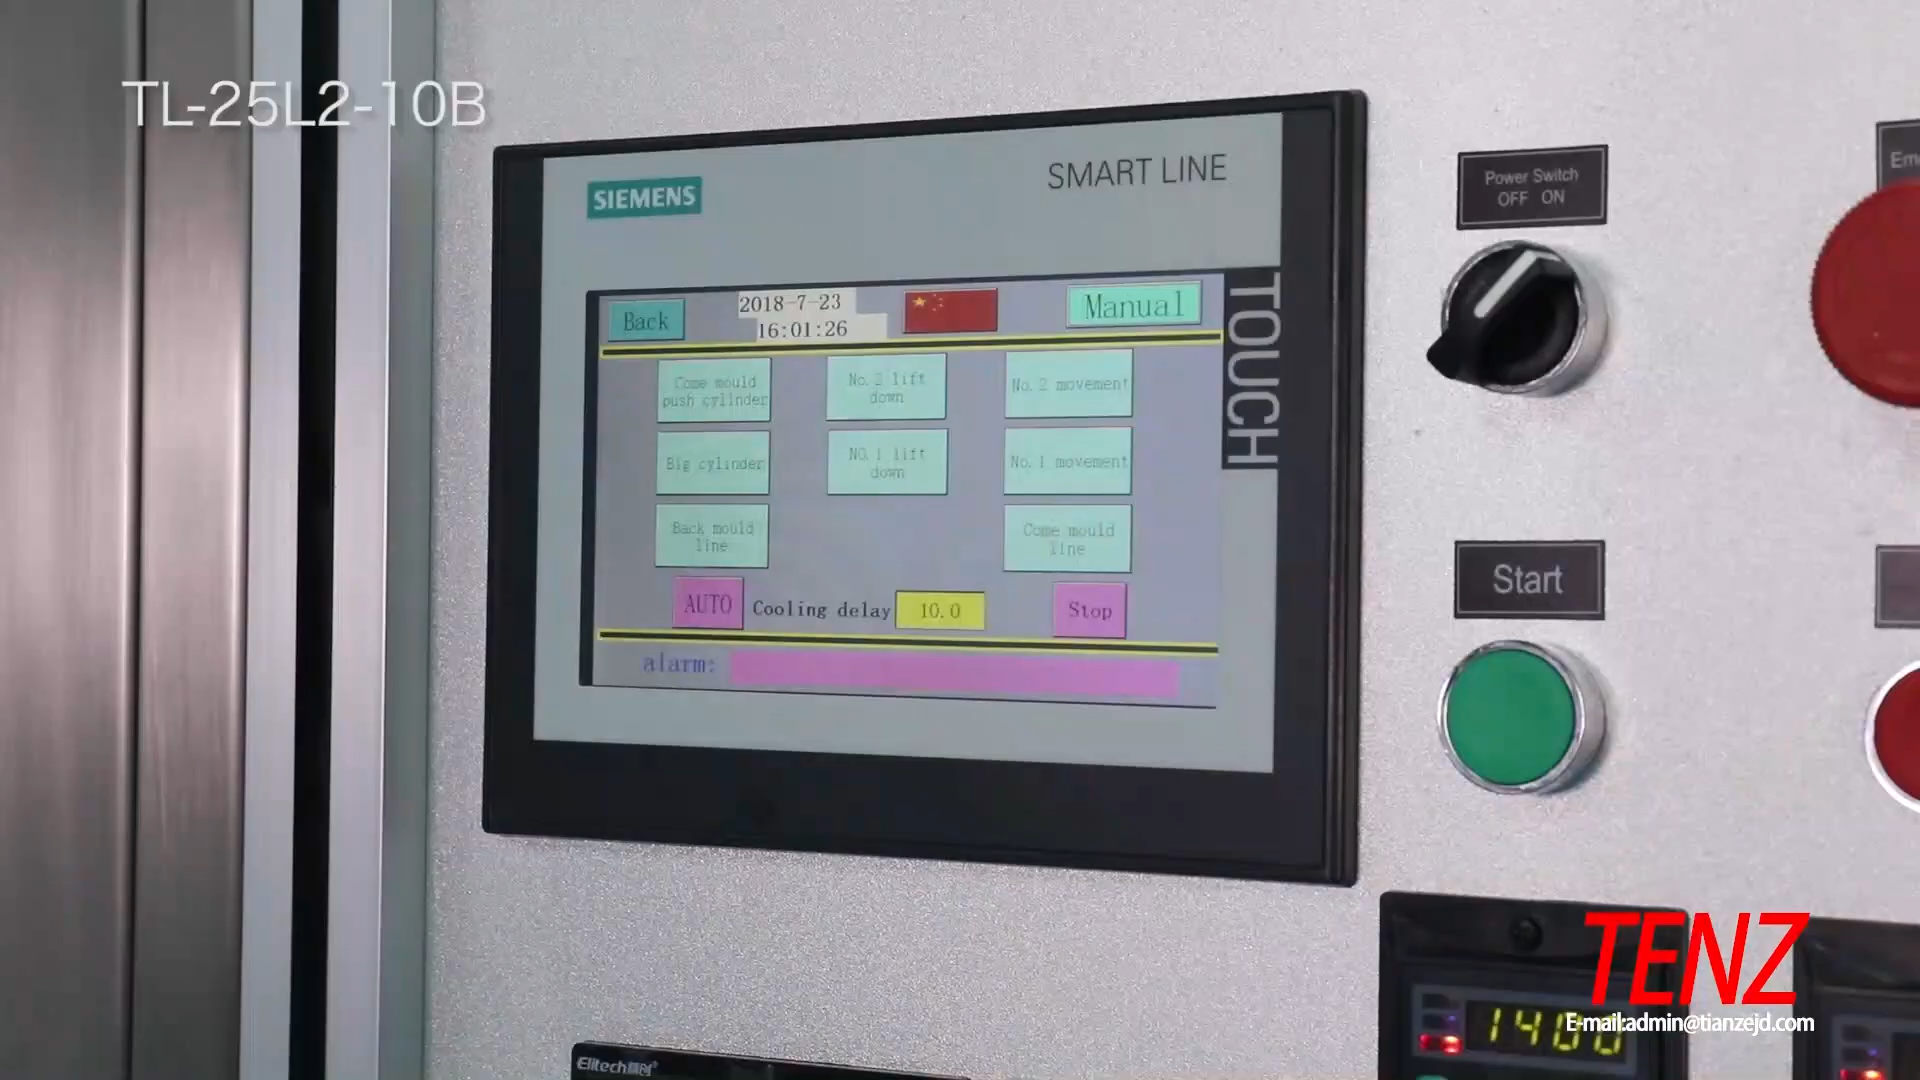 TL-25L2-10B
SIEMENS
SMART LINE
TOUCH
Back
2018-7-23
16:01:26
Manual
Come mould
push cylinder
No.2 lift
down
No.2 movement
Big cylinder
NO.1 lift
down
No.1 movement
Back mould
line
Come mould
line
AUTO
Cooling delay
10.0
Stop
alarm:
Power Switch
OFF ON
Start
TENZ
E-mail:admin@tianzejd.com
1400
Elitech